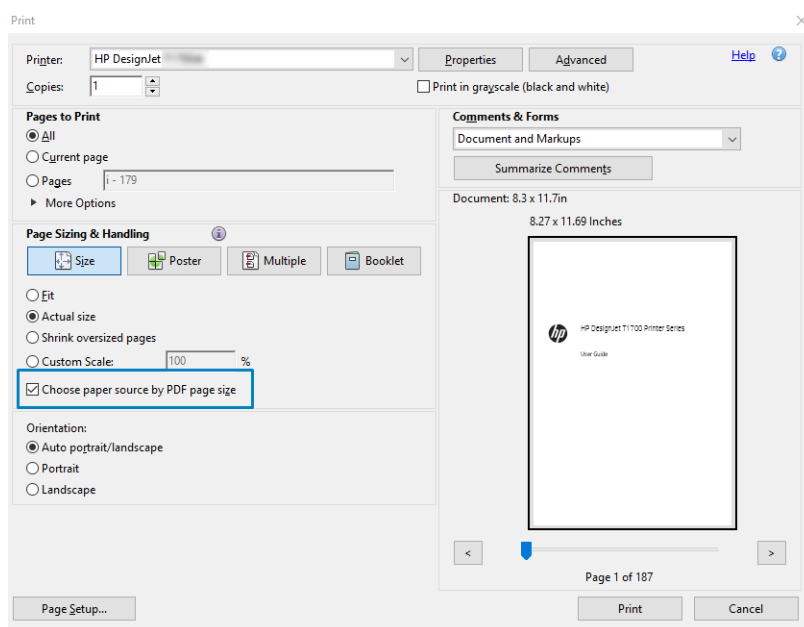 Print
Printer: HP DesignJet
Properties
Advanced
Help
Copies: 1
Print in grayscale (black and white)
Pages to Print
All
Current page
Pages i - 179
More Options
Page Sizing & Handling
Size
Poster
Multiple
Booklet
Fit
Actual size
Shrink oversized pages
Custom Scale: 100 %
Choose paper source by PDF page size
Orientation:
Auto portrait/landscape
Portrait
Landscape
Comments & Forms
Document and Markups
Summarize Comments
Document: 8.3 x 11.7in
8.27 x 11.69 Inches
hp
HP DesignJet T1700 Printer Series
User Guide
<
>
Page 1 of 187
Page Setup...
Print
Cancel